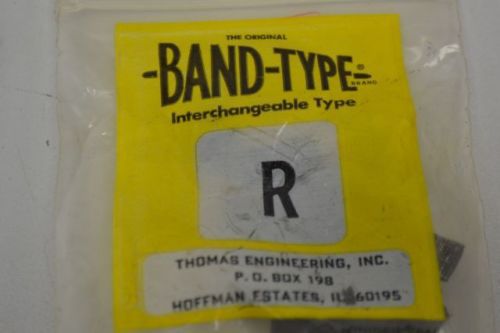 THE ORIGINAL
-BAND-TYPE®-
BRAND
Interchangeable Type
R
THOMAS ENGINEERING, INC.
P. O. BOX 198
HOFFMAN ESTATES, IL 60195